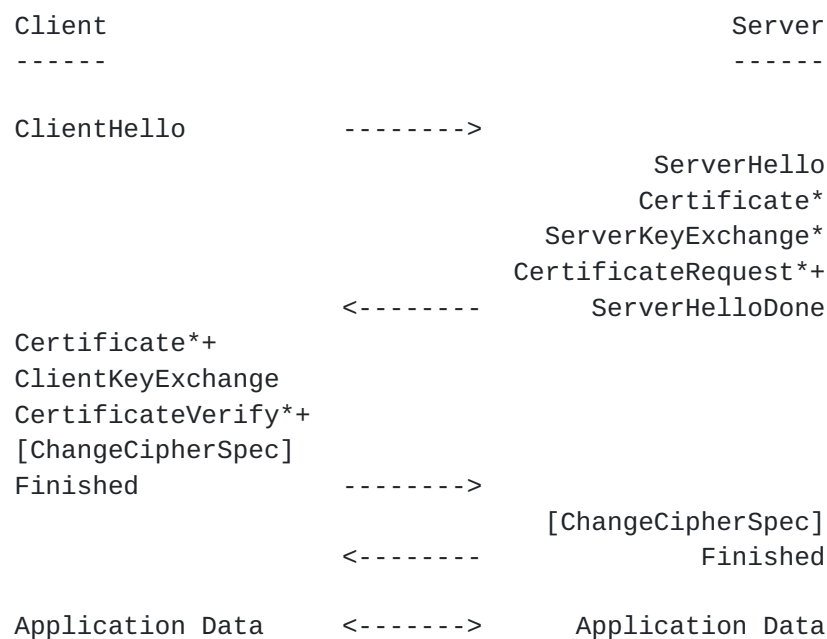 Client                                        Server
------                                        ------
ClientHello          -------->
                                         ServerHello
                                        Certificate*
                                  ServerKeyExchange*
                                CertificateRequest*+
                     <--------       ServerHelloDone
Certificate*+
ClientKeyExchange
CertificateVerify*+
[ChangeCipherSpec]
Finished             -------->
                                  [ChangeCipherSpec]
                     <--------              Finished
Application Data     <------->      Application Data